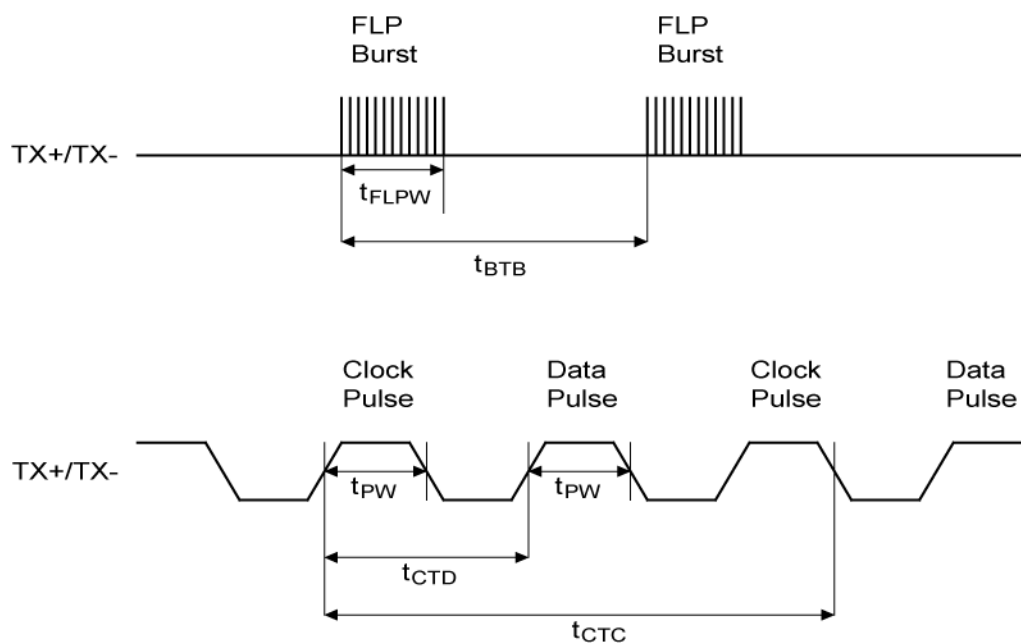 FLP
Burst
FLP
Burst
TX+/TX-
tFLPW
tBTB
Clock
Pulse
Data
Pulse
Clock
Pulse
Data
Pulse
TX+/TX-
tPW
tPW
tCTD
tCTC